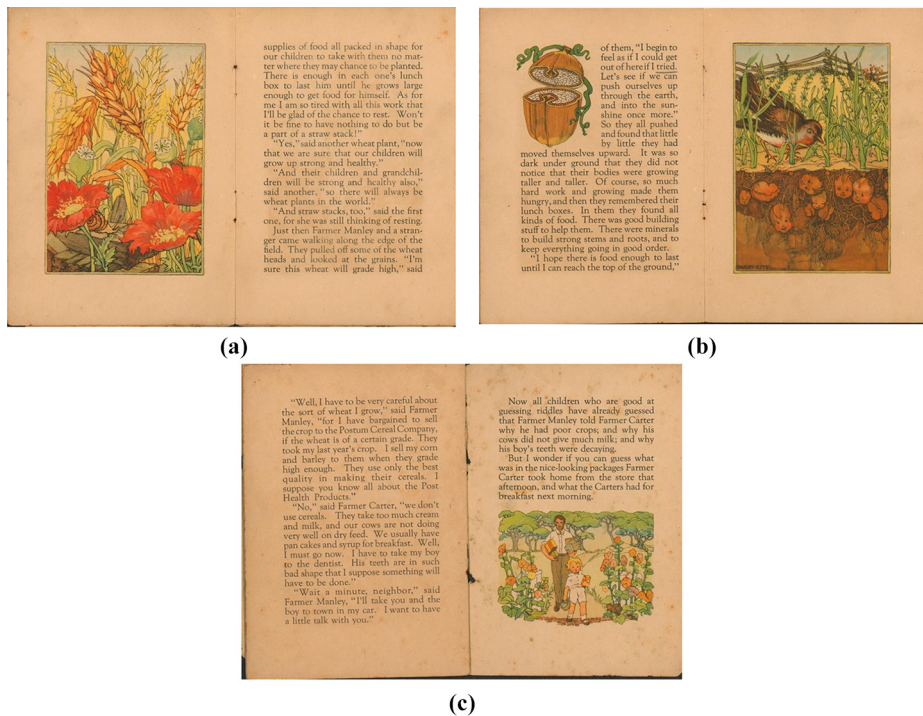 supplies of food all packed in shape for
our children to take with them no mat-
ter where they may chance to be planted.
There is enough in each one's lunch
box to last him until he grows large
enough to get food for himself. As for
me I am so tired with all this work that
I'll be glad of the chance to rest. Won't
it be fine to have nothing to do but be
a part of a straw stack!"
"Yes," said another wheat plant, "now
that we are sure that our children will
grow up strong and healthy."
"And their children and grandchild-
ren will be strong and healthy also,"
said another, "so there will always be
wheat plants in the world."
"And straw stacks, too," said the first
one, for she was still thinking of resting.
Just then Farmer Manley and a stran-
ger came walking along the edge of the
field. They pulled off some of the wheat
heads and looked at the grains. "I'm
sure this wheat will grade high," said
(a)
of them, "I begin to
feel as if I could get
out of here if I tried.
Let's see if we can
push ourselves up
through the earth,
and into the sun-
shine once more."
So they all pushed
and found that little
by little they had
moved themselves upward. It was so
dark under ground that they did not
notice that their bodies were growing
taller and taller. Of course, so much
hard work and growing made them
hungry, and then they remembered their
lunch boxes. In them they found all
kinds of food. There was good building
stuff to help them. There were minerals
to build strong stems and roots, and to
keep everything going in good order.
"I hope there is food enough to last
until I can reach the top of the ground,"
(b)
"Well, I have to be very careful about
the sort of wheat I grow," said Farmer
Manley, "for I have bargained to sell
the crop to the Postum Cereal Company,
if the wheat is of a certain grade. They
took my last year's crop. I sell my corn
and barley to them when they grade
high enough. They use only the best
quality in making their cereals. I
suppose you know all about the Post
Health Products."
"No," said Farmer Carter, "we don't
use cereals. They take too much cream
and milk, and our cows are not doing
very well on dry feed. We usually have
pan cakes and syrup for breakfast. Well,
I must go now. I have to take my boy
to the dentist. His teeth are in such
bad shape that I suppose something will
have to be done."
"Wait a minute, neighbor," said
Farmer Manley, "I'll take you and the
boy to town in my car. I want to have
a little talk with you."
Now all children who are good at
guessing riddles have already guessed
that Farmer Manley told Farmer Carter
why he had poor crops; and why his
cows did not give much milk; and why
his boy's teeth were decaying.
But I wonder if you can guess what
was in the nice-looking packages Farmer
Carter took home from the store that
afternoon, and what the Carters had for
breakfast next morning.
(c)